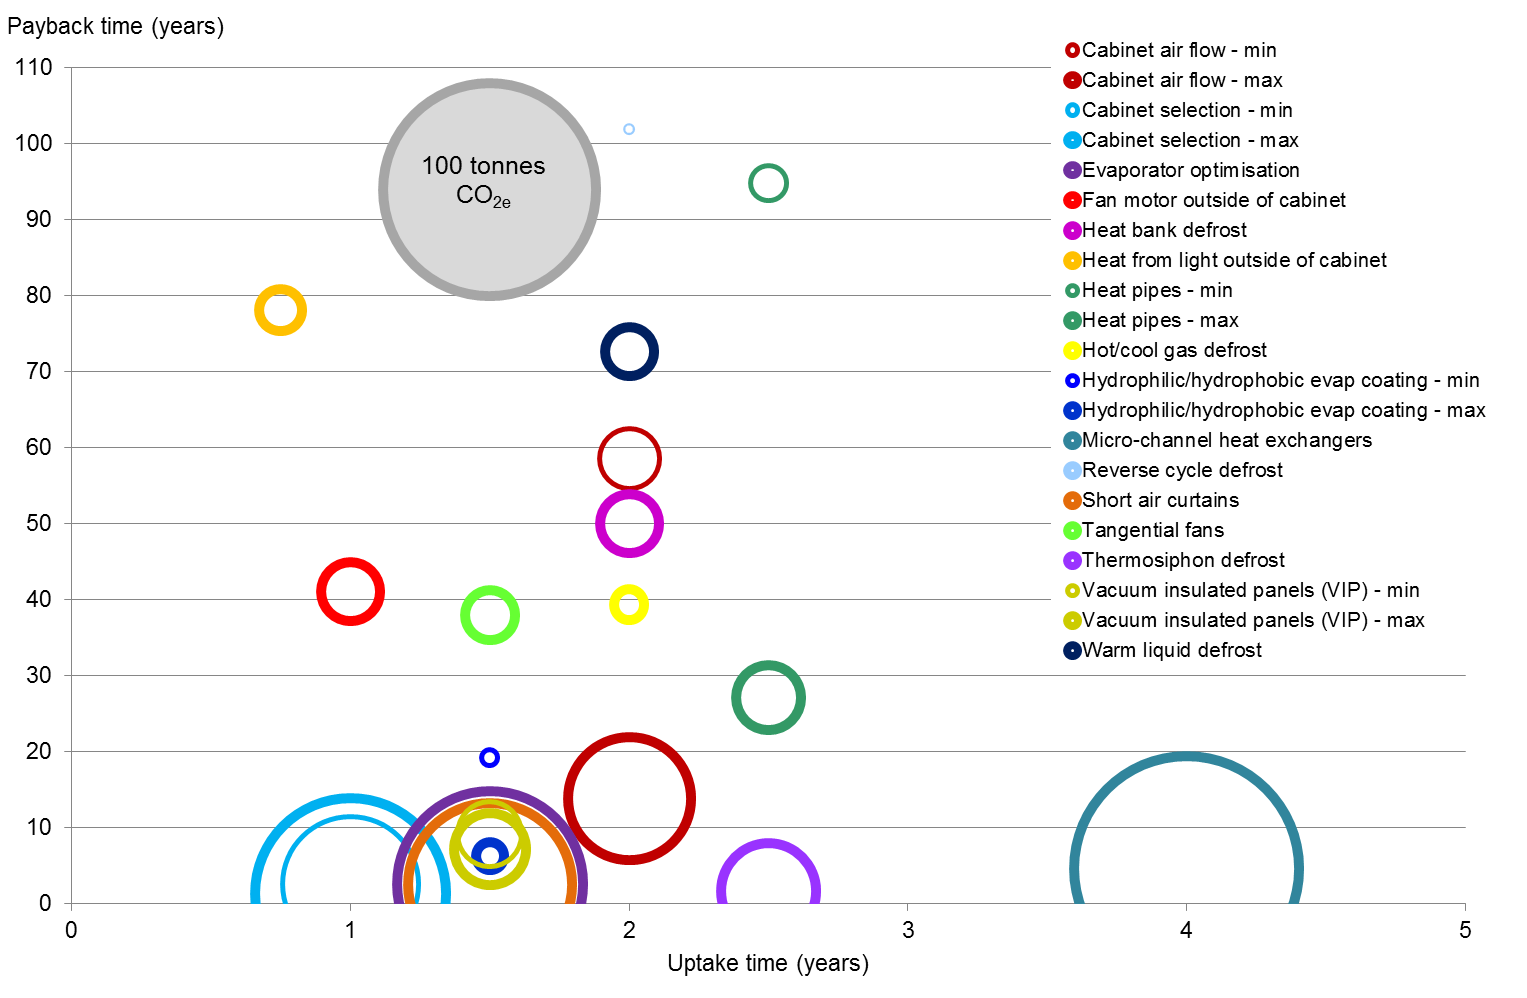 Payback time (years)
110
100
90
80
70
60
50
40
30
20
10
0
100 tonnes
CO2e
Cabinet air flow - min
Cabinet air flow - max
Cabinet selection - min
Cabinet selection - max
Evaporator optimisation
Fan motor outside of cabinet
Heat bank defrost
Heat from light outside of cabinet
Heat pipes - min
Heat pipes - max
Hot/cool gas defrost
Hydrophilic/hydrophobic evap coating - min
Hydrophilic/hydrophobic evap coating - max
Micro-channel heat exchangers
Reverse cycle defrost
Short air curtains
Tangential fans
Thermosiphon defrost
Vacuum insulated panels (VIP) - min
Vacuum insulated panels (VIP) - max
Warm liquid defrost
0 1 2 3 4 5
Uptake time (years)